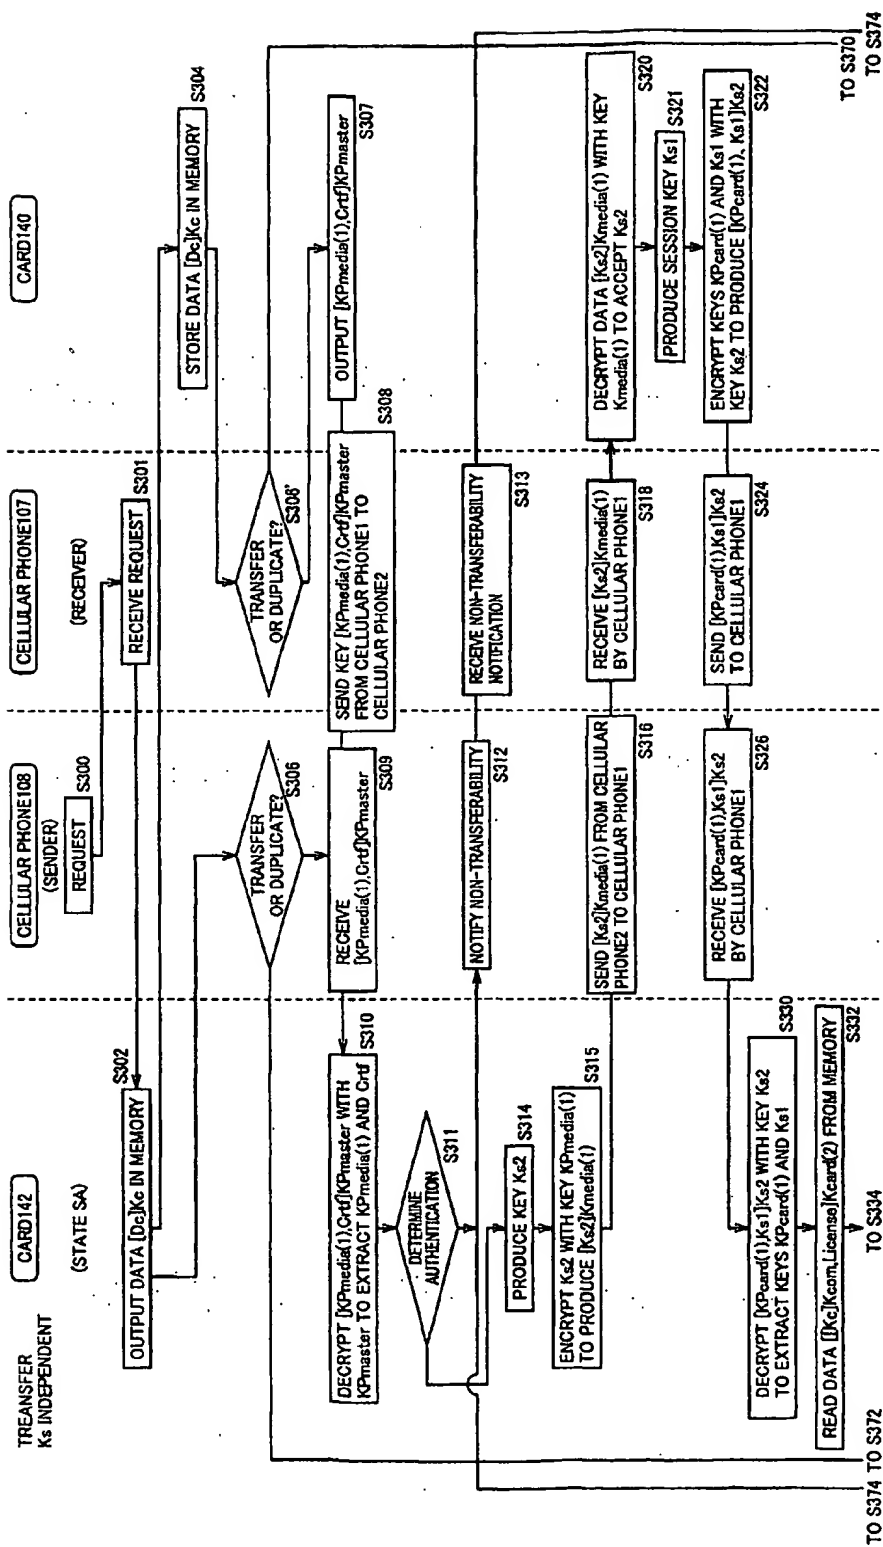 TREANSFER
Ks INDEPENDENT
CARD142
(STATE SA)
CELLULAR PHONE108
(SENDER)
CELLULAR PHONE107
(RECEIVER)
CARD140
REQUEST
S300
RECEIVE REQUEST
S301
OUTPUT DATA [Dc]Kc IN MEMORY
S302
STORE DATA [Dc]Kc IN MEMORY
S304
TRANSFER
OR DUPLICATE?
S306
TRANSFER
OR DUPLICATE?
S306'
OUTPUT [KPmedia(1),Crtf]KPmaster
S307
SEND KEY [KPmedia(1),Crtf]KPmaster
FROM CELLULAR PHONE1 TO
CELLULAR PHONE2
S308
RECEIVE
[KPmedia(1),Crtf]KPmaster
S309
DECRYPT [KPmedia(1),Crtf]KPmaster WITH
KPmaster TO EXTRACT KPmedia(1) AND Crtf
S310
DETERMINE
AUTHENTICATION
S311
NOTIFY NON-TRANSFERABILITY
S312
RECEIVE NON-TRANSFERABILITY
NOTIFICATION
S313
PRODUCE KEY Ks2
S314
ENCRYPT Ks2 WITH KEY KPmedia(1)
TO PRODUCE [Ks2]Kmedia(1)
S315
SEND [Ks2]Kmedia(1) FROM CELLULAR
PHONE2 TO CELLULAR PHONE1
S316
RECEIVE [Ks2]Kmedia(1)
BY CELLULAR PHONE1
S318
DECRYPT DATA [Ks2]Kmedia(1) WITH KEY
Kmedia(1) TO ACCEPT Ks2
S320
PRODUCE SESSION KEY Ks1
S321
ENCRYPT KEYS KPcard(1) AND Ks1 WITH
KEY Ks2 TO PRODUCE [KPcard(1), Ks1]Ks2
S322
SEND [KPcard(1),Ks1]Ks2
TO CELLULAR PHONE1
S324
RECEIVE [KPcard(1),Ks1]Ks2
BY CELLULAR PHONE1
S326
DECRYPT [KPcard(1),Ks1]Ks2 WITH KEY Ks2
TO EXTRACT KEYS KPcard(1) AND Ks1
S330
READ DATA [[Kc]Kcom,License]Kcard(2) FROM MEMORY
S332
TO S374
TO S372
TO S334
TO S370
TO S374